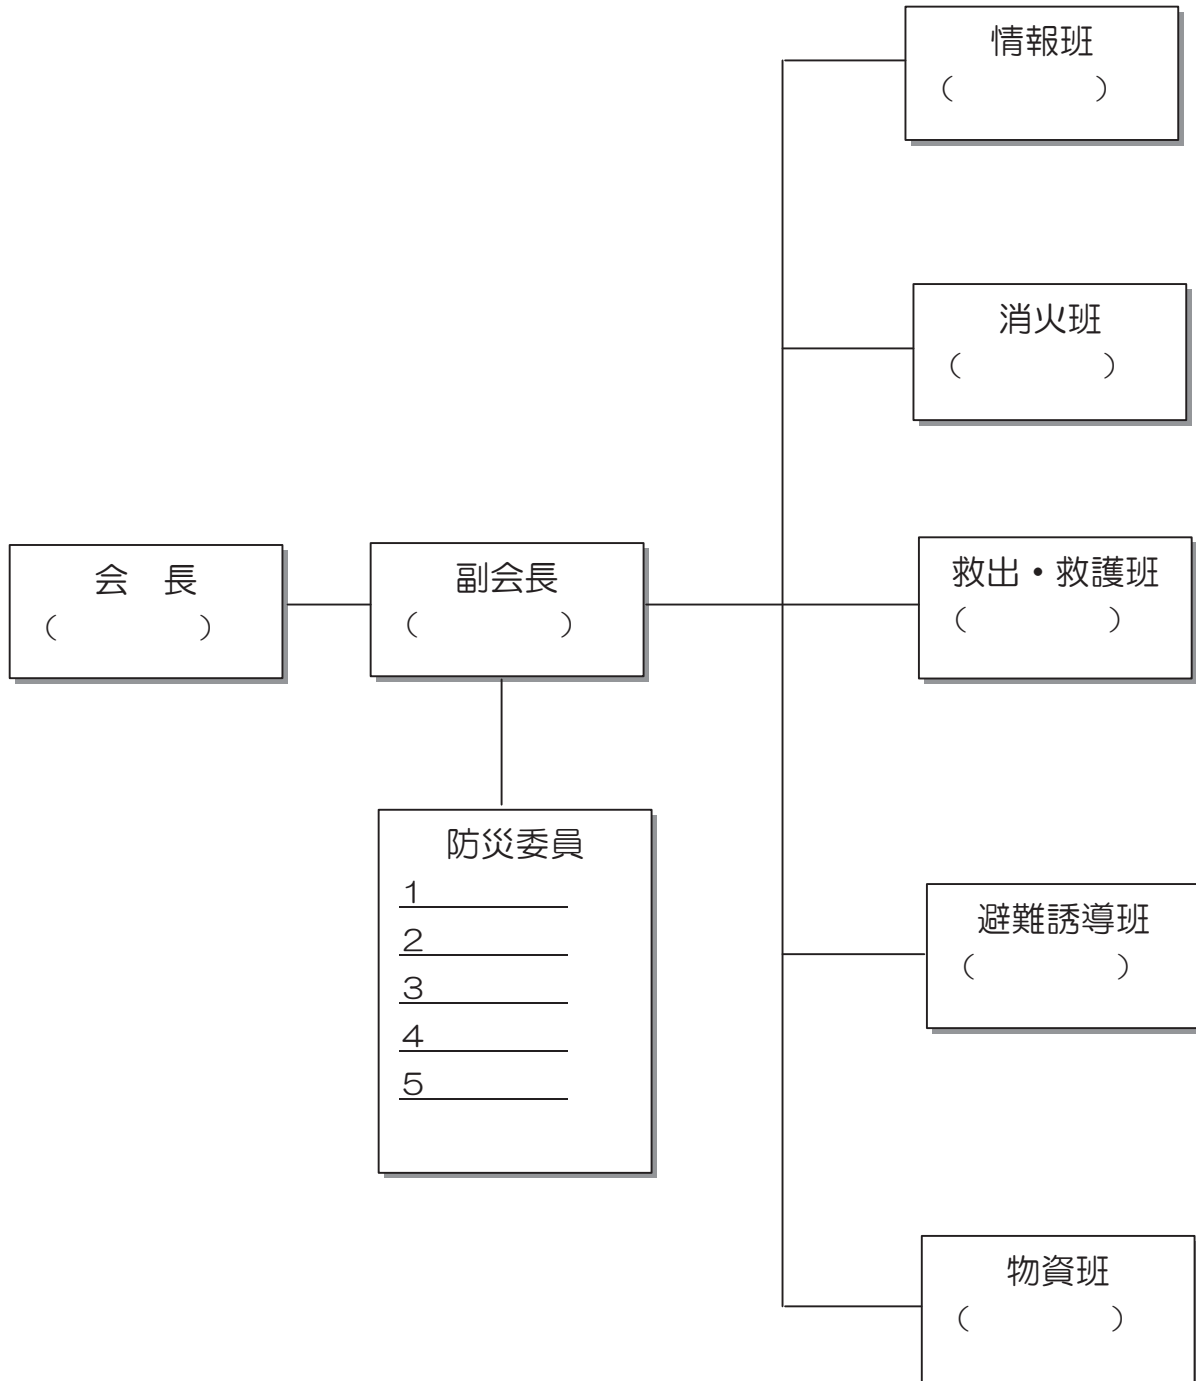 情報班
（　　　　）
消火班
（　　　　）
会　長
（　　　　）
副会長
（　　　　）
救出・救護班
（　　　　）
防災委員
１
２
３
４
５
避難誘導班
（　　　　）
物資班
（　　　　）